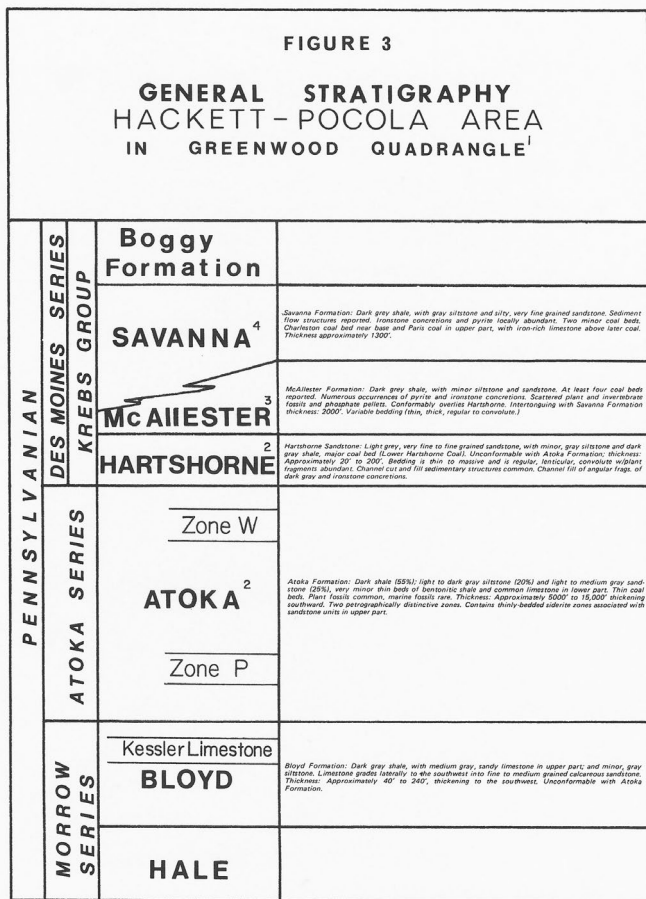 FIGURE 3
GENERAL STRATIGRAPHY
HACKETT-POCOLA AREA
IN GREENWOOD QUADRANGLE1
PENNSYLVANIAN
DES MOINES SERIES
KREBS GROUP
Boggy
Formation
SAVANNA4
Savanna Formation: Dark grey shale, with gray siltstone and silty, very fine grained sandstone. Sediment
flow structures reported. Ironstone concretions and pyrite locally abundant. Two minor coal beds.
Charleston coal bed near base and Paris coal in upper part, with iron-rich limestone above later coal.
Thickness approximately 1300'.
McAllESTER3
McAllester Formation: Dark grey shale, with minor siltstone and sandstone. At least four coal beds
reported. Numerous occurrences of pyrite and ironstone concretions. Scattered plant and invertebrate
fossils and phosphate pellets. Conformably overlies Hartshorne. Intertonguing with Savanna Formation
thickness: 2000'. Variable bedding (thin, thick, regular to convolute.)
HARTSHORNE2
Hartshorne Sandstone: Light grey, very fine to fine grained sandstone, with minor, gray siltstone and dark
gray shale, major coal bed (Lower Hartshorne Coal). Unconformable with Atoka Formation; thickness:
Approximately 20' to 200'. Bedding is thin to massive and is regular, lenticular, convolute w/plant
fragments abundant. Channel cut and fill sedimentary structures common. Channel fill of angular frags. of
dark gray and ironstone concretions.
ATOKA SERIES
Zone W
ATOKA2
Zone P
Atoka Formation: Dark shale (55%); light to dark gray siltstone (20%) and light to medium gray sand-
stone (25%), very minor thin beds of bentonitic shale and common limestone in lower part. Thin coal
beds. Plant fossils common, marine fossils rare. Thickness: Approximately 5000' to 15,000' thickening
southward. Two petrographically distinctive zones. Contains thinly-bedded siderite zones associated with
sandstone units in upper part.
MORROW
SERIES
Kessler Limestone
BLOYD
Bloyd Formation: Dark grey shale, with medium gray, sandy limestone in upper part; and minor, gray
siltstone. Limestone grades laterally to the southwest into fine to medium grained calcareous sandstone.
Thickness: Approximately 40' to 240', thickening to the southwest, Unconformable with Atoka
Formation.
HALE